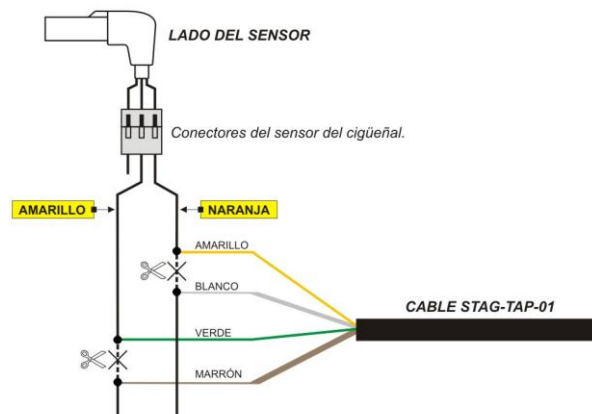 LADO DEL SENSOR
Conectores del sensor del cigüeñal.
AMARILLO
NARANJA
AMARILLO
BLANCO
CABLE STAG-TAP-01
VERDE
MARRÓN